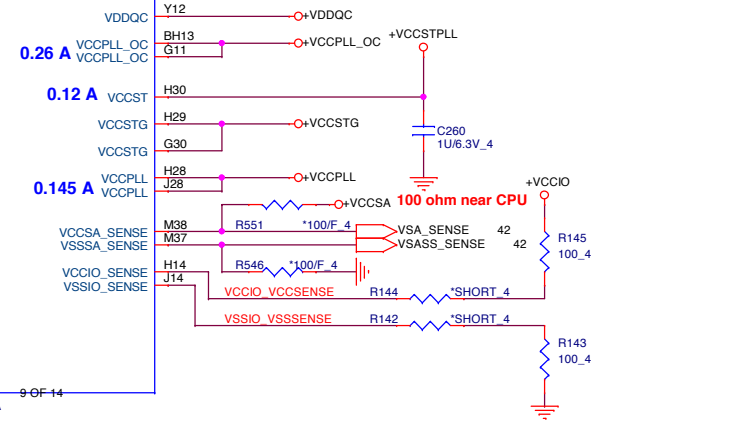 VDDQC Y12 +VDDQC
0.26 A VCCPLL_OC BH13 +VCCPLL_OC
VCCPLL_OC G11
+VCCSTPLL
0.12 A VCCST H30
VCCSTG H29 +VCCSTG
C260
1U/6.3V_4
VCCSTG G30
VCCPLL H28 +VCCPLL
0.145 A VCCPLL J28
+VCCSA 100 ohm near CPU +VCCIO
VCCSA_SENSE M38 R551 *100/F_4 VSA_SENSE 42
VSSSA_SENSE M37 VSASS_SENSE 42
R145
100_4
VCCIO_SENSE H14 R546 *100/F_4
VSSIO_SENSE J14 VCCIO_VCCSENSE R144 *SHORT_4
VSSIO_VSSSENSE R142 *SHORT_4
R143
100_4
9 OF 14